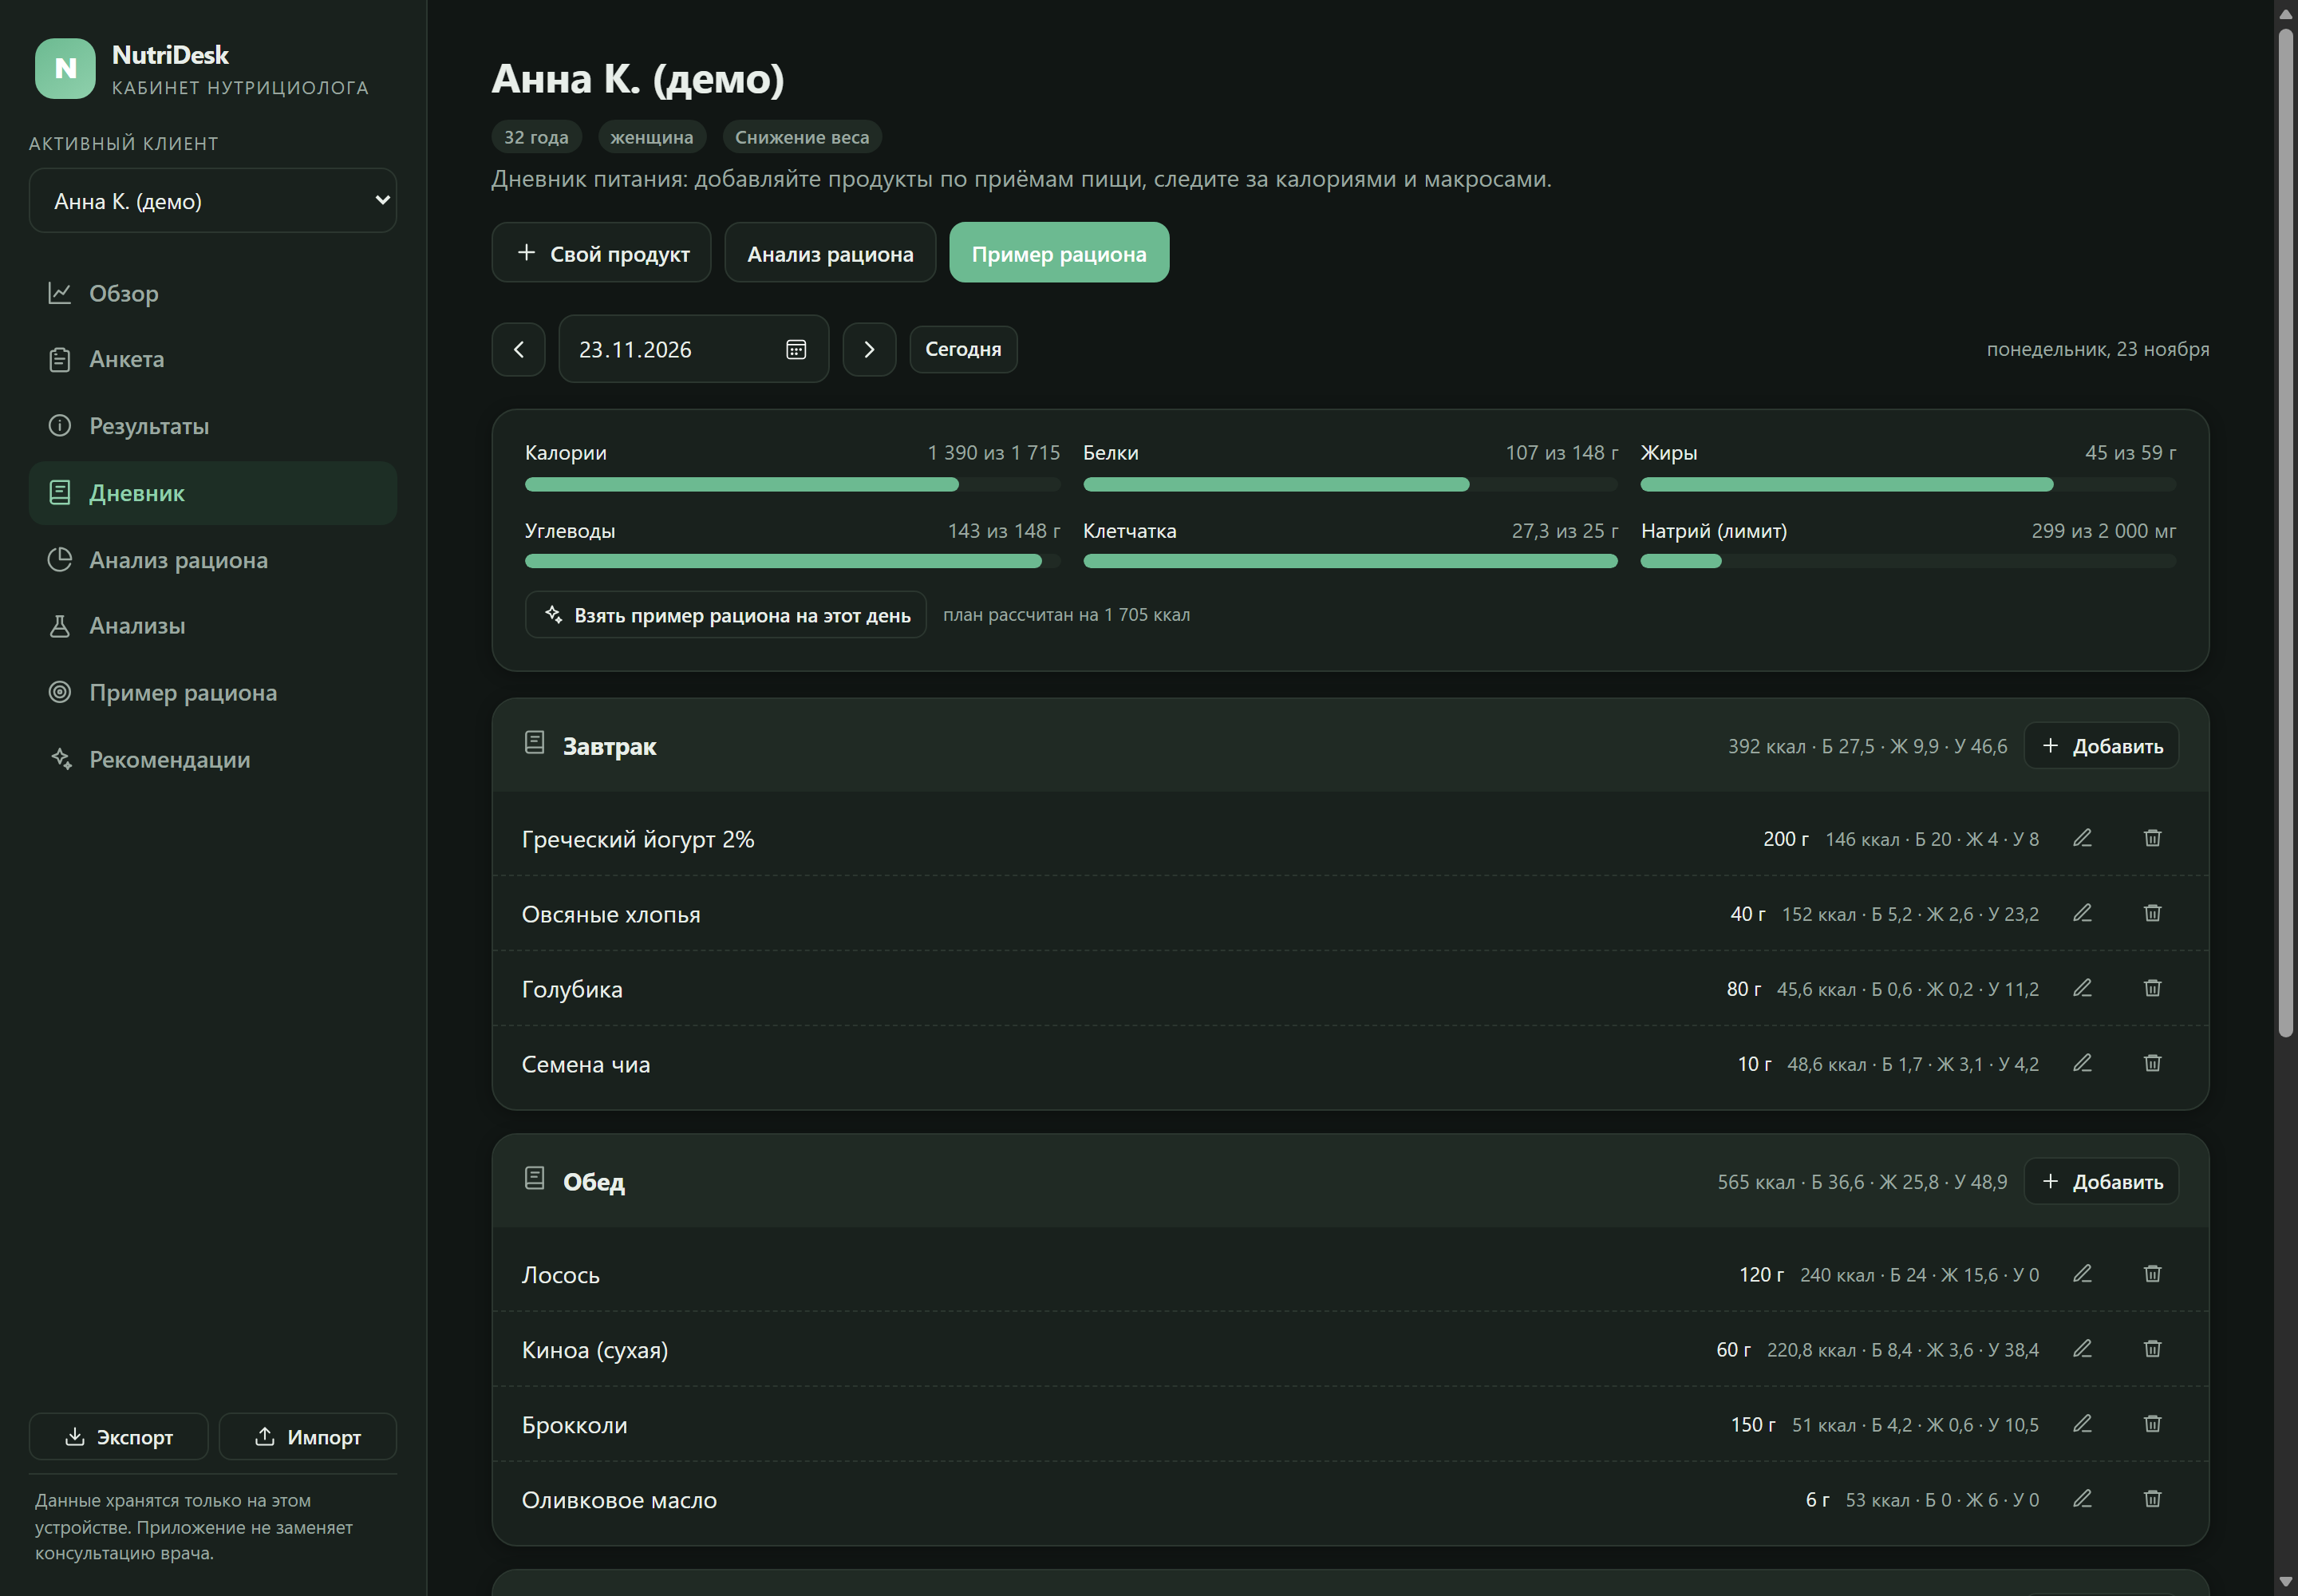 N
NutriDesk
КАБИНЕТ НУТРИЦИОЛОГА
АКТИВНЫЙ КЛИЕНТ
Анна К. (демо)
Обзор
Анкета
Результаты
Дневник
Анализ рациона
Анализы
Пример рациона
Рекомендации
Экспорт
Импорт
Данные хранятся только на этом
устройстве. Приложение не заменяет
консультацию врача.
Анна К. (демо)
32 года женщина Снижение веса
Дневник питания: добавляйте продукты по приёмам пищи, следите за калориями и макросами.
Свой продукт Анализ рациона Пример рациона
23.11.2026 Сегодня понедельник, 23 ноября
Калории 1 390 из 1 715 Белки 107 из 148 г Жиры 45 из 59 г
Углеводы 143 из 148 г Клетчатка 27,3 из 25 г Натрий (лимит) 299 из 2 000 мг
Взять пример рациона на этот день план рассчитан на 1 705 ккал
Завтрак 392 ккал · Б 27,5 · Ж 9,9 · У 46,6 Добавить
Греческий йогурт 2% 200 г 146 ккал · Б 20 · Ж 4 · У 8
Овсяные хлопья 40 г 152 ккал · Б 5,2 · Ж 2,6 · У 23,2
Голубика 80 г 45,6 ккал · Б 0,6 · Ж 0,2 · У 11,2
Семена чиа 10 г 48,6 ккал · Б 1,7 · Ж 3,1 · У 4,2
Обед 565 ккал · Б 36,6 · Ж 25,8 · У 48,9 Добавить
Лосось 120 г 240 ккал · Б 24 · Ж 15,6 · У 0
Киноа (сухая) 60 г 220,8 ккал · Б 8,4 · Ж 3,6 · У 38,4
Брокколи 150 г 51 ккал · Б 4,2 · Ж 0,6 · У 10,5
Оливковое масло 6 г 53 ккал · Б 0 · Ж 6 · У 0